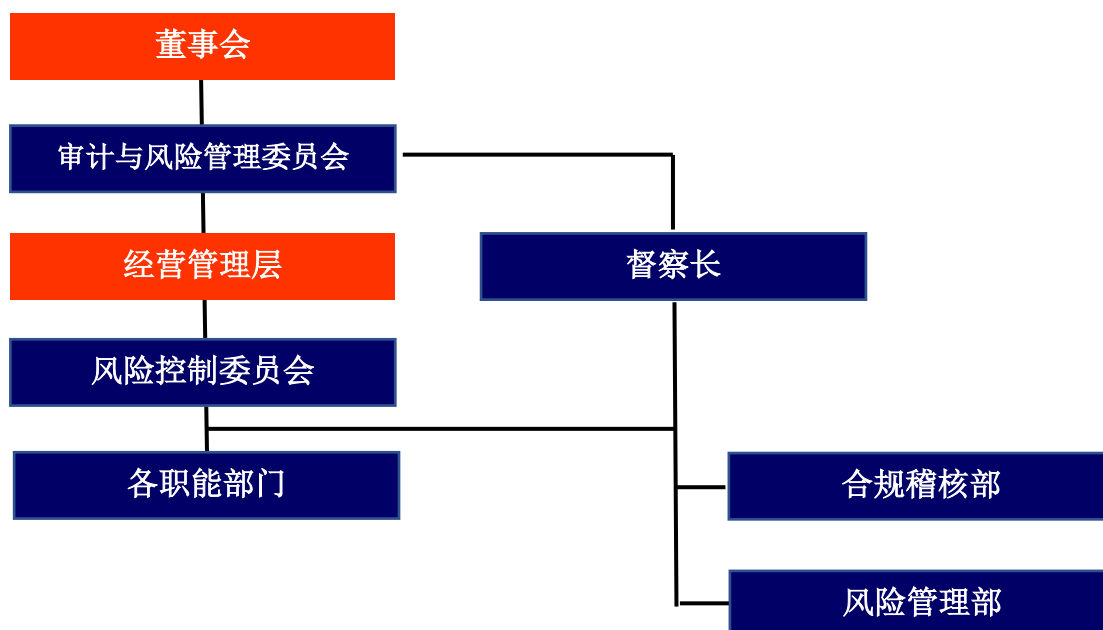 董事会
审计与风险管理委员会
经营管理层
督察长
风险控制委员会
各职能部门
合规稽核部
风险管理部